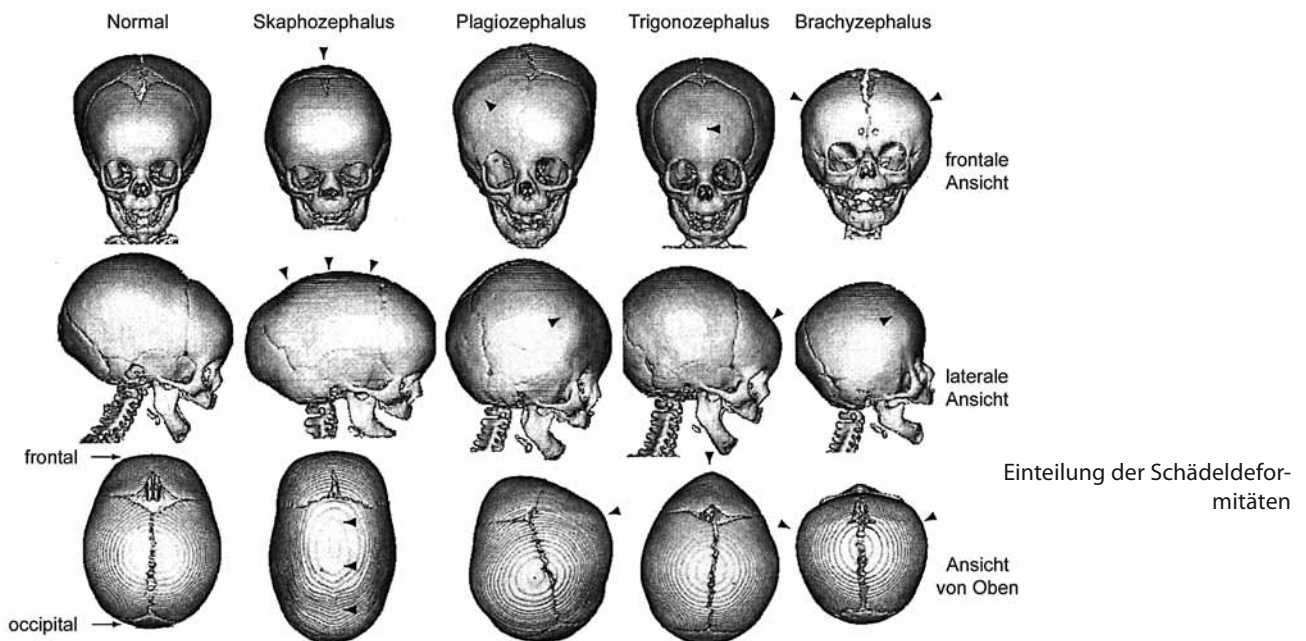 Normal
Skaphozephalus
Plagiozephalus
Trigonozephalus
Brachyzephalus
frontale
Ansicht
laterale
Ansicht
frontal
Einteilung der Schädeldefor-
mitäten
Ansicht
von Oben
occipital